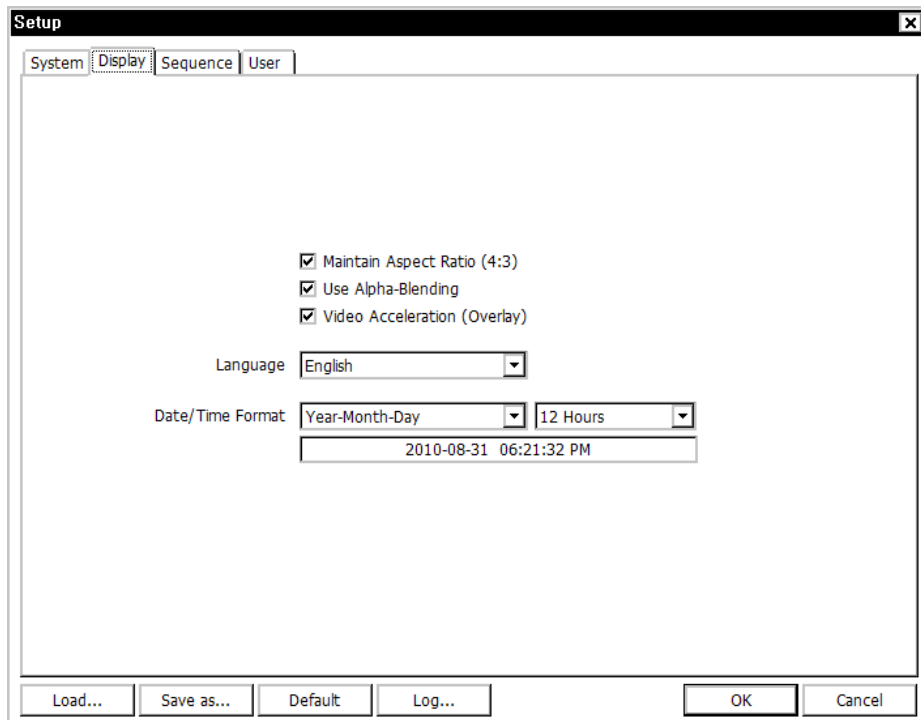 Setup
System Display Sequence User
Maintain Aspect Ratio (4:3)
Use Alpha-Blending
Video Acceleration (Overlay)
Language English
Date/Time Format Year-Month-Day 12 Hours
2010-08-31 06:21:32 PM
Load... Save as... Default Log... OK Cancel